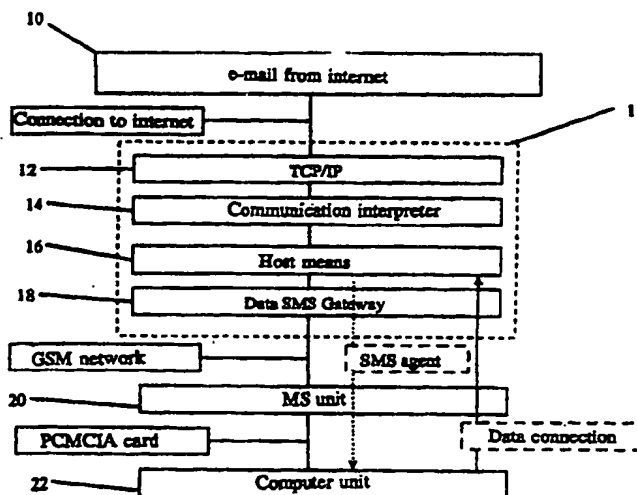 10
e-mail from internet
Connection to internet
1
12
TCP/IP
14
Communication interpreter
16
Host means
18
Data SMS Gateway
GSM network
SMS agent
20
MS unit
PCMCIA card
Data connection
22
Computer unit